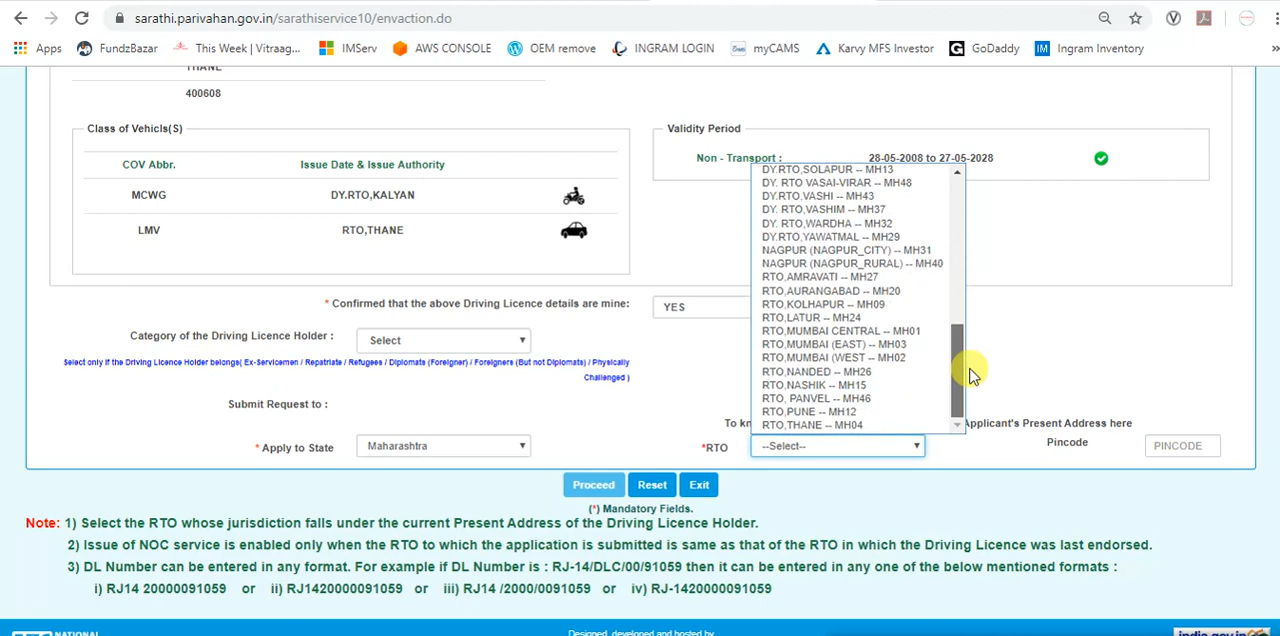 sarathi.parivahan.gov.in/sarathiservice10/envaction.do
Apps FundzBazar This Week | Vitraag... IMServ AWS CONSOLE OEM remove INGRAM LOGIN myCAMS Karvy MFS Investor GoDaddy Ingram Inventory »
THANE
400608
Class of Vehicls(S)
Validity Period
COV Abbr. Issue Date & Issue Authority
Non - Transport : 28-05-2008 to 27-05-2028
MCWG DY.RTO,KALYAN
LMV RTO,THANE
DY.RTO,SOLAPUR -- MH13
DY. RTO VASAI-VIRAR -- MH48
DY.RTO,VASHI -- MH43
DY. RTO,VASHIM -- MH37
DY. RTO,WARDHA -- MH32
DY.RTO,YAWATMAL -- MH29
NAGPUR (NAGPUR_CITY) -- MH31
NAGPUR (NAGPUR_RURAL) -- MH40
RTO,AMRAVATI -- MH27
RTO,AURANGABAD -- MH20
RTO,KOLHAPUR -- MH09
RTO,LATUR -- MH24
RTO,MUMBAI CENTRAL -- MH01
RTO,MUMBAI (EAST) -- MH03
RTO,MUMBAI (WEST -- MH02
RTO,NANDED -- MH26
RTO,NASHIK -- MH15
RTO, PANVEL -- MH46
RTO,PUNE -- MH12
RTO,THANE -- MH04
* Confirmed that the above Driving Licence details are mine: YES
Category of the Driving Licence Holder : Select
Select only if the Driving Licence Holder belongs( Ex-Servicemen / Repatriate / Refugees / Diplomats (Foreigner) / Foreigners (But not Diplomats) / Physically
Challenged )
Submit Request to :
To kn Applicant's Present Address here
* Apply to State Maharashtra *RTO --Select-- Pincode PINCODE
Proceed Reset Exit
(*) Mandatory Fields.
Note: 1) Select the RTO whose jurisdiction falls under the current Present Address of the Driving Licence Holder.
2) Issue of NOC service is enabled only when the RTO to which the application is submitted is same as that of the RTO in which the Driving Licence was last endorsed.
3) DL Number can be entered in any format. For example if DL Number is : RJ-14/DLC/00/91059 then it can be entered in any one of the below mentioned formats :
i) RJ14 20000091059 or ii) RJ1420000091059 or iii) RJ14 /2000/0091059 or iv) RJ-1420000091059
NATIONAL Designed, developed and hosted by india.gov.in